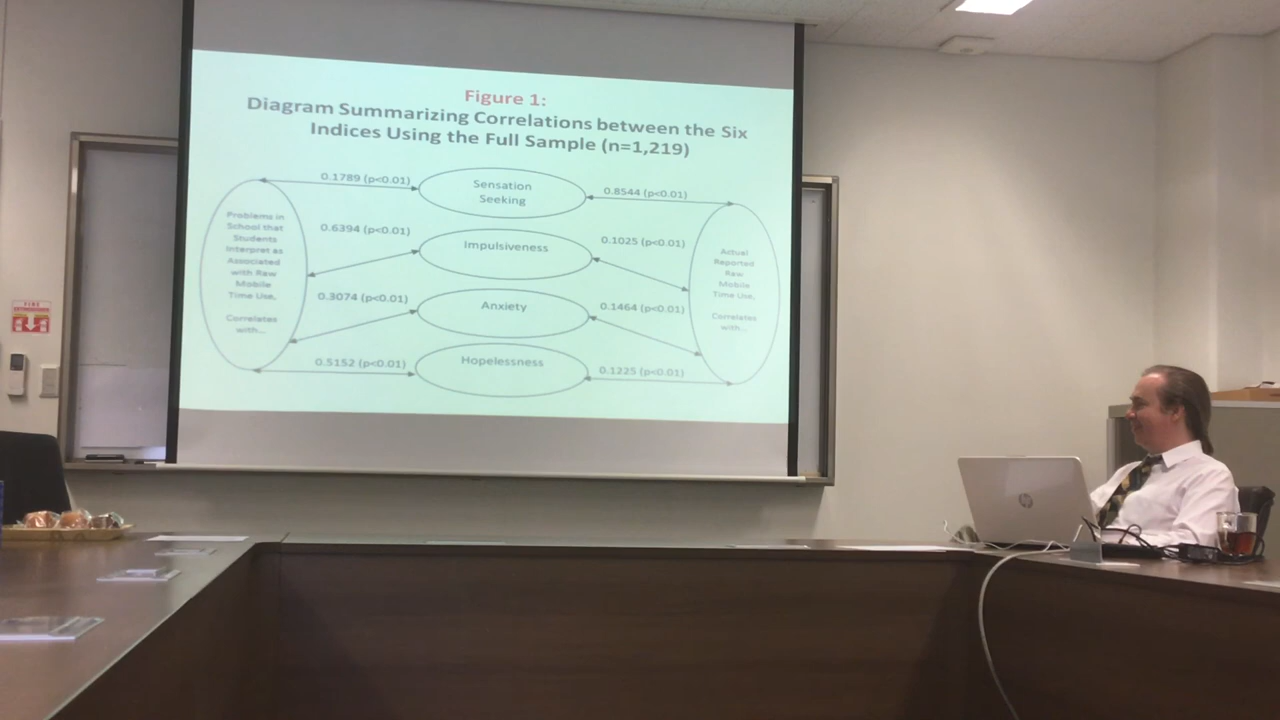 Figure 1:
Diagram Summarizing Correlations between the Six
Indices Using the Full Sample (n=1,219)
0.1789 (p<0.01)
Sensation
Seeking
0.8544 (p<0.01)
Problems in
School that
Students
Interpret as
Associated
with Raw
Mobile
Time Use.
Correlates
with...
0.6394 (p<0.01)
Impulsiveness
0.1025 (p<0.01)
Actual
Reported
Raw
Mobile
Time Use.
Correlates
with...
0.3074 (p<0.01)
Anxiety
0.1464 (p<0.01)
0.5152 (p<0.01)
Hopelessness
0.1225 (p<0.01)
FIRE
hp